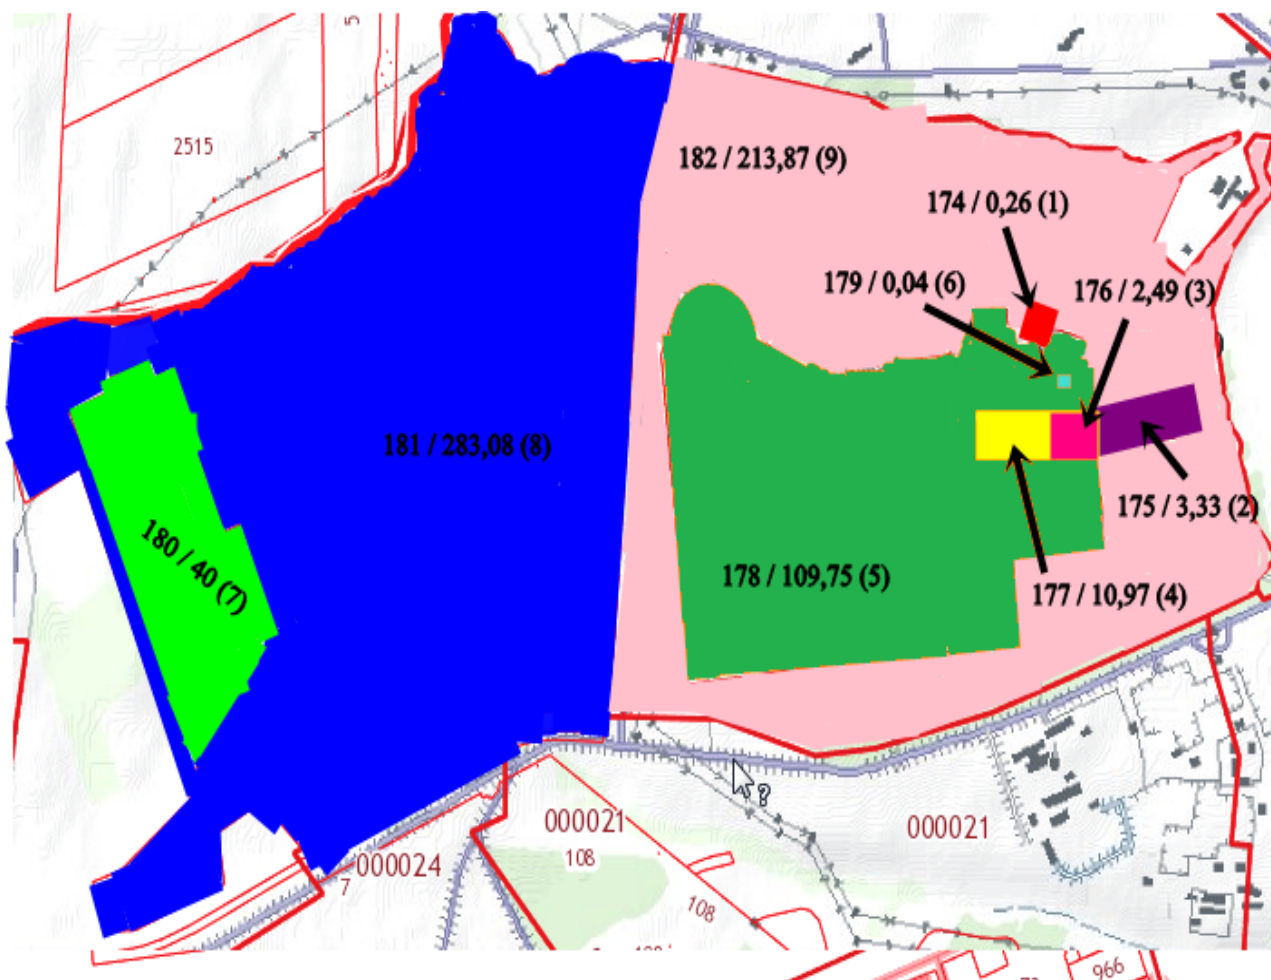 5
2515
182 / 213,87 (9)
174 / 0,26 (1)
179 / 0,04 (6)
176 / 2,49 (3)
181 / 283,08 (8)
175 / 3,33 (2)
180 / 40 (7)
178 / 109,75 (5)
177 / 10,97 (4)
?
000021
000021
108
000024
7
108
966